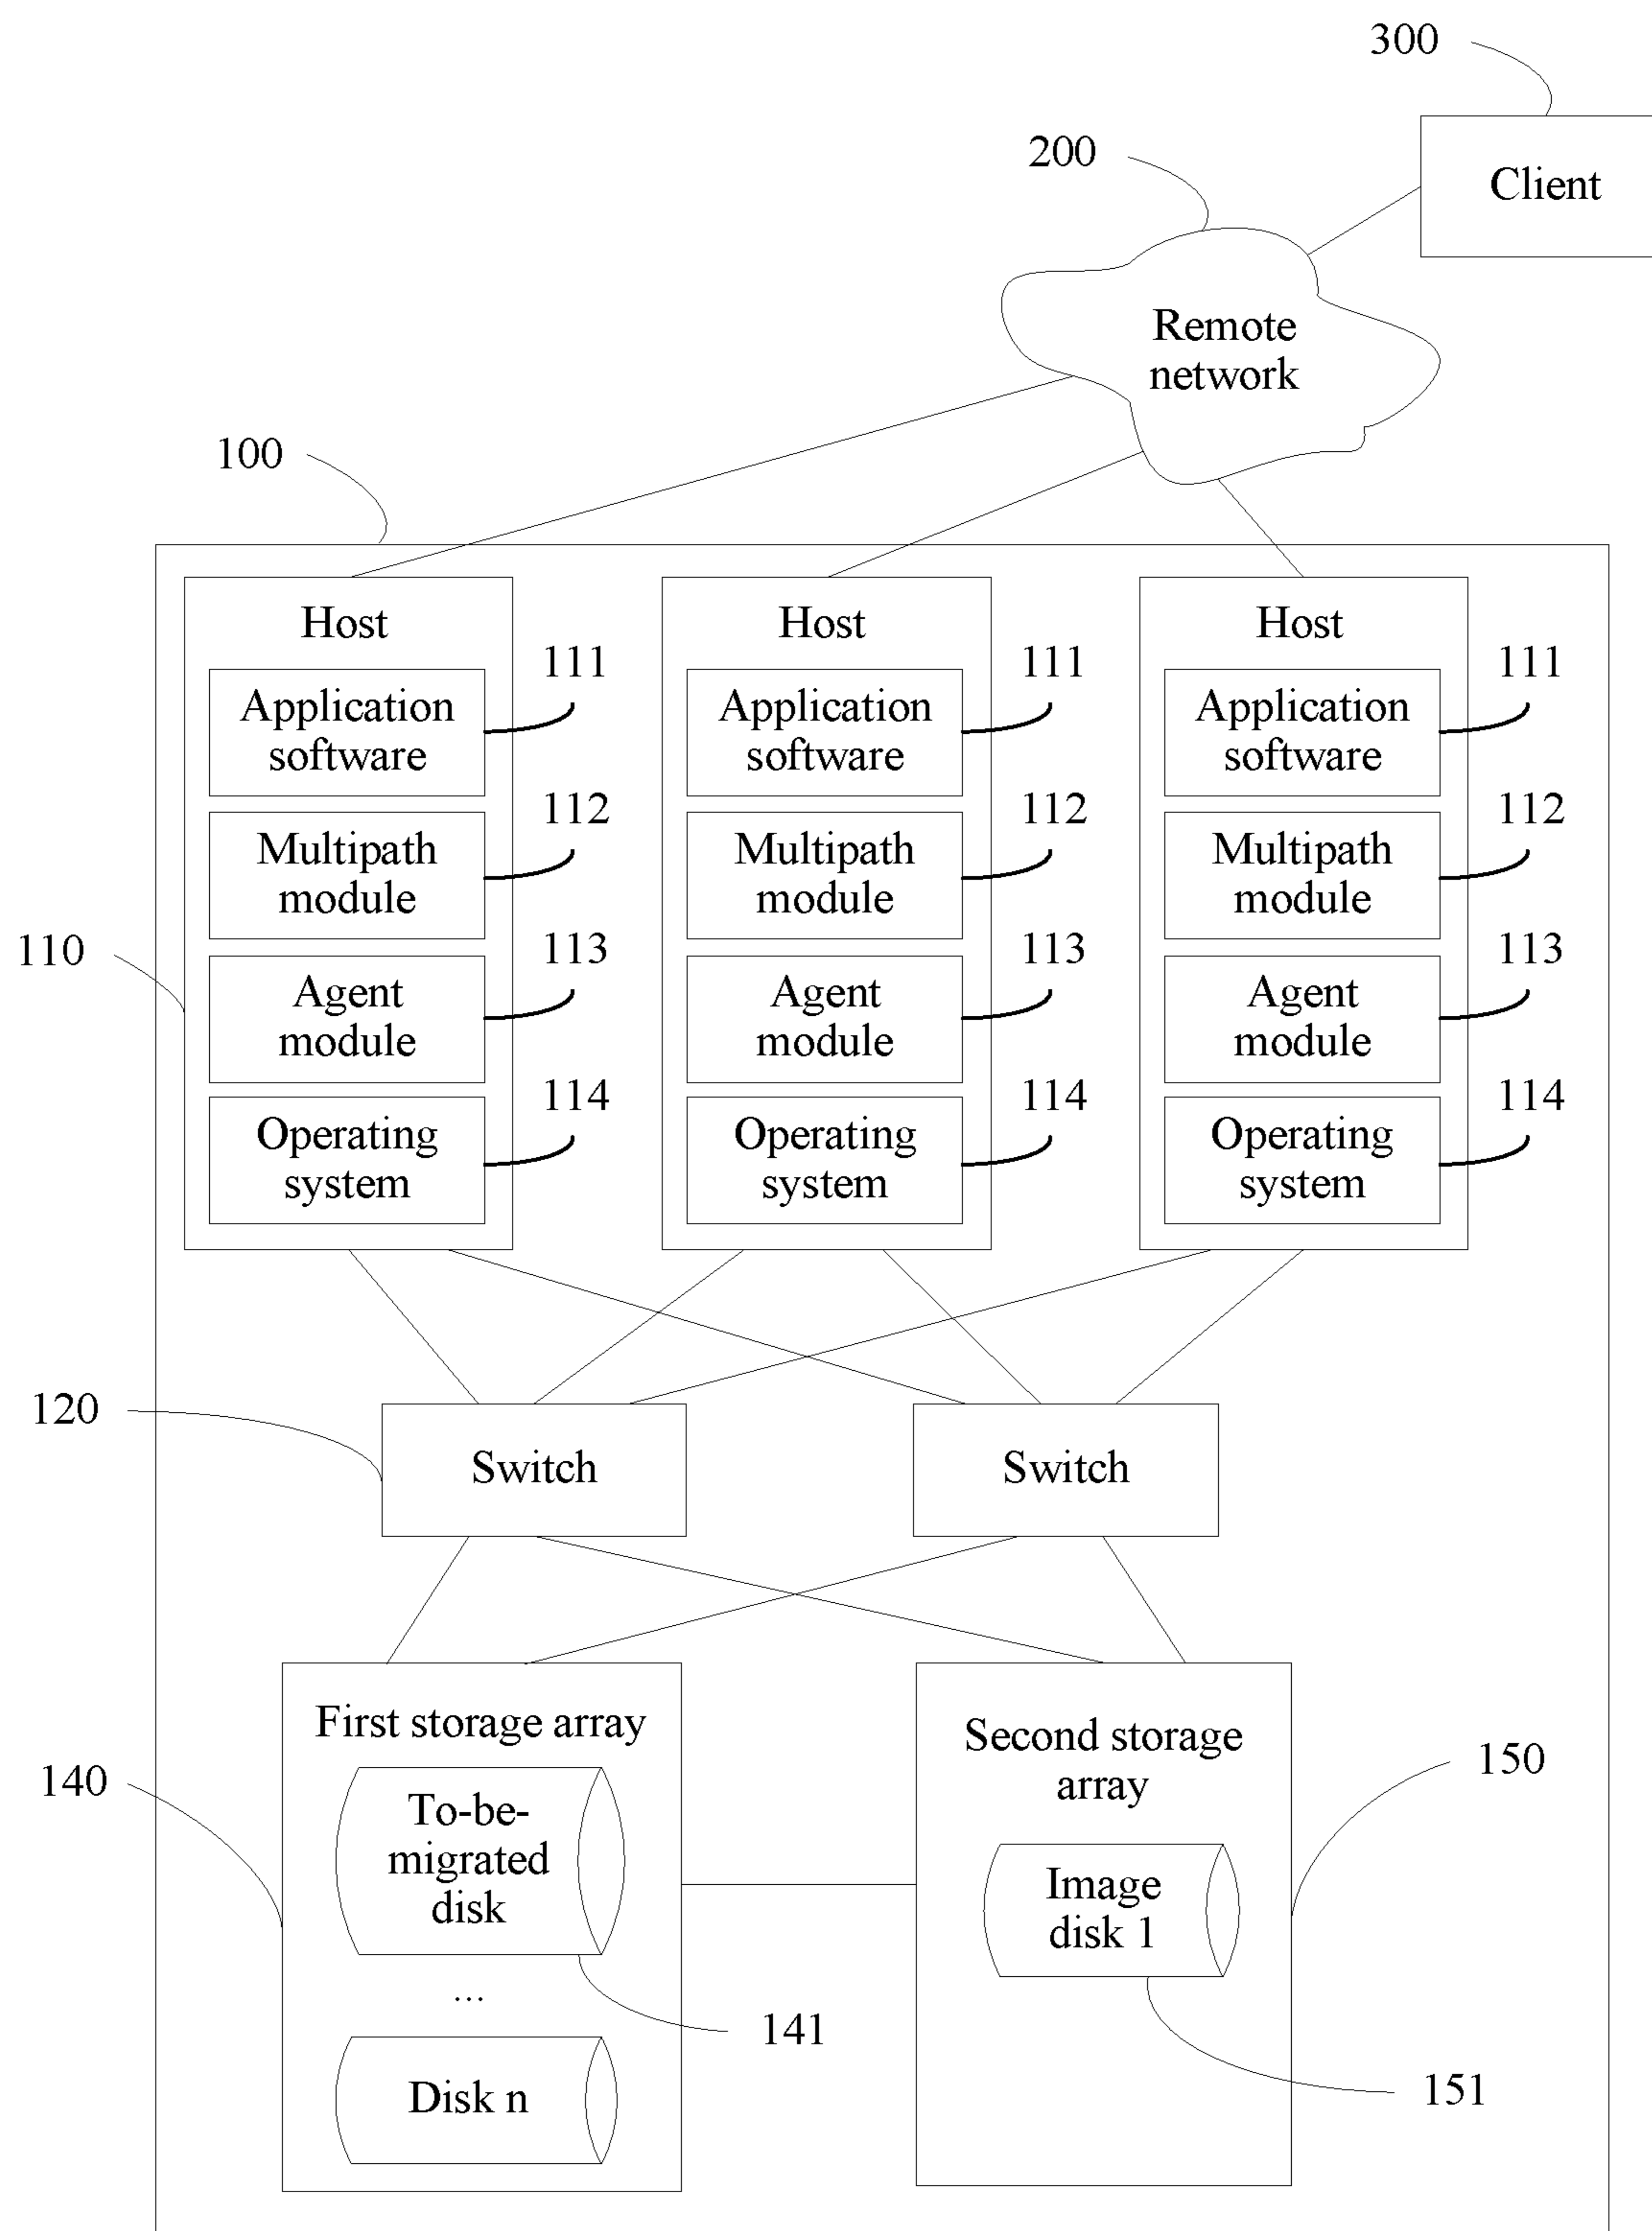 300
Client
200
Remote
network
100
Host
Host
Host
111
111
111
Application
software
Application
software
Application
software
112
112
112
Multipath
module
Multipath
module
Multipath
module
110
113
113
113
Agent
module
Agent
module
Agent
module
114
114
114
Operating
system
Operating
system
Operating
system
120
Switch
Switch
First storage array
Second storage
array
140
150
To-be-
migrated
disk
Image
disk 1
...
141
151
Disk n